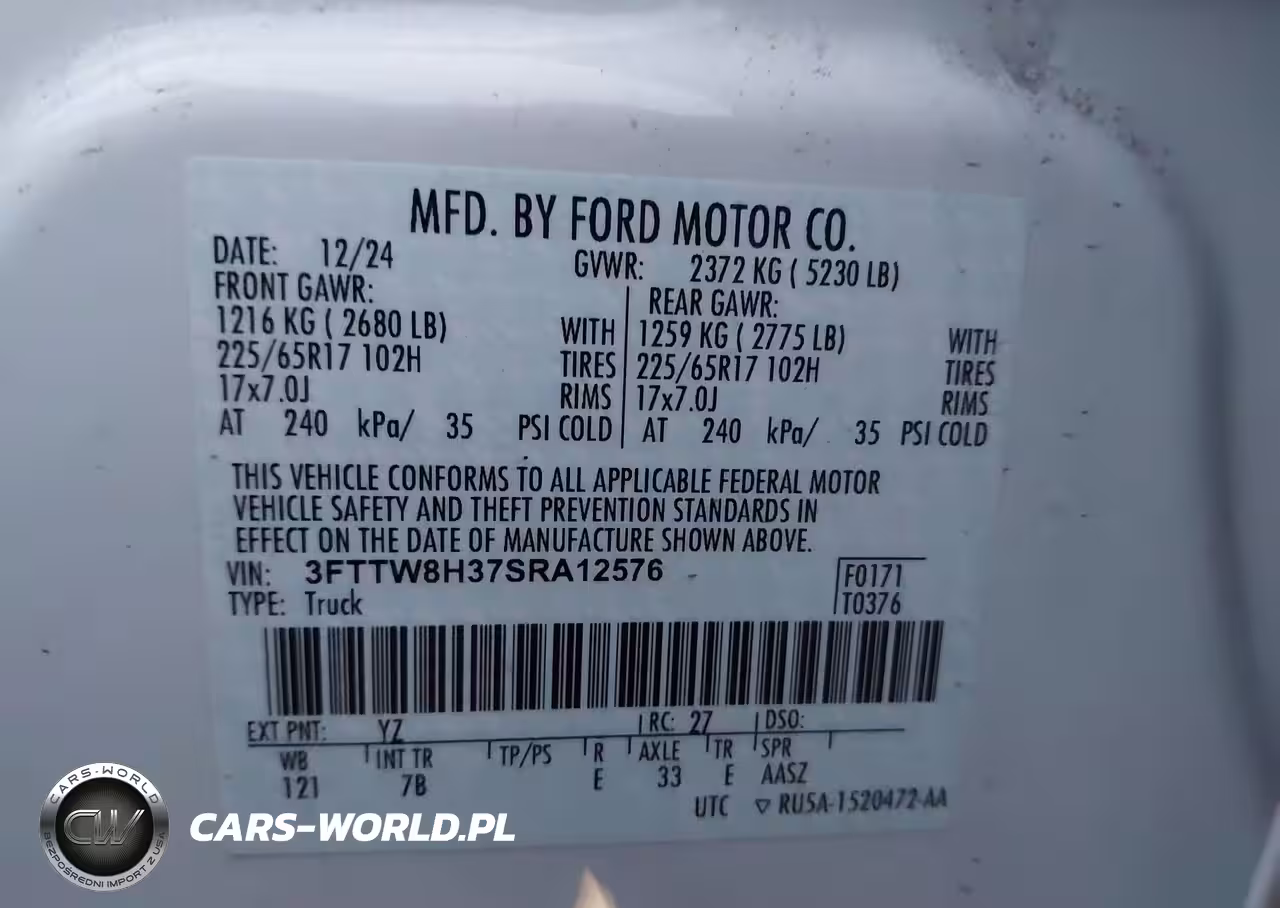 MFD. BY FORD MOTOR CO.
DATE: 12/24
GVWR: 2372 KG ( 5230 LB)
FRONT GAWR:
REAR GAWR:
1216 KG ( 2680 LB) WITH
1259 KG ( 2775 LB) WITH
225/65R17 102H TIRES
225/65R17 102H TIRES
17x7.0J RIMS
17x7.0J RIMS
AT 240 kPa/ 35 PSI COLD
AT 240 kPa/ 35 PSI COLD
THIS VEHICLE CONFORMS TO ALL APPLICABLE FEDERAL MOTOR
VEHICLE SAFETY AND THEFT PREVENTION STANDARDS IN
EFFECT ON THE DATE OF MANUFACTURE SHOWN ABOVE.
VIN: 3FTTW8H37SRA12576
F0171
TYPE: Truck
T0376
EXT PNT: YZ RC: 27 DSO:
WB INT TR TP/PS R AXLE TR SPR
121 7B E 33 E AASZ
UTC ▽ RU5A-1520472-AA
CARS-WORLD
CW
BEZPOŚREDNI IMPORT Z USA
CARS-WORLD.PL